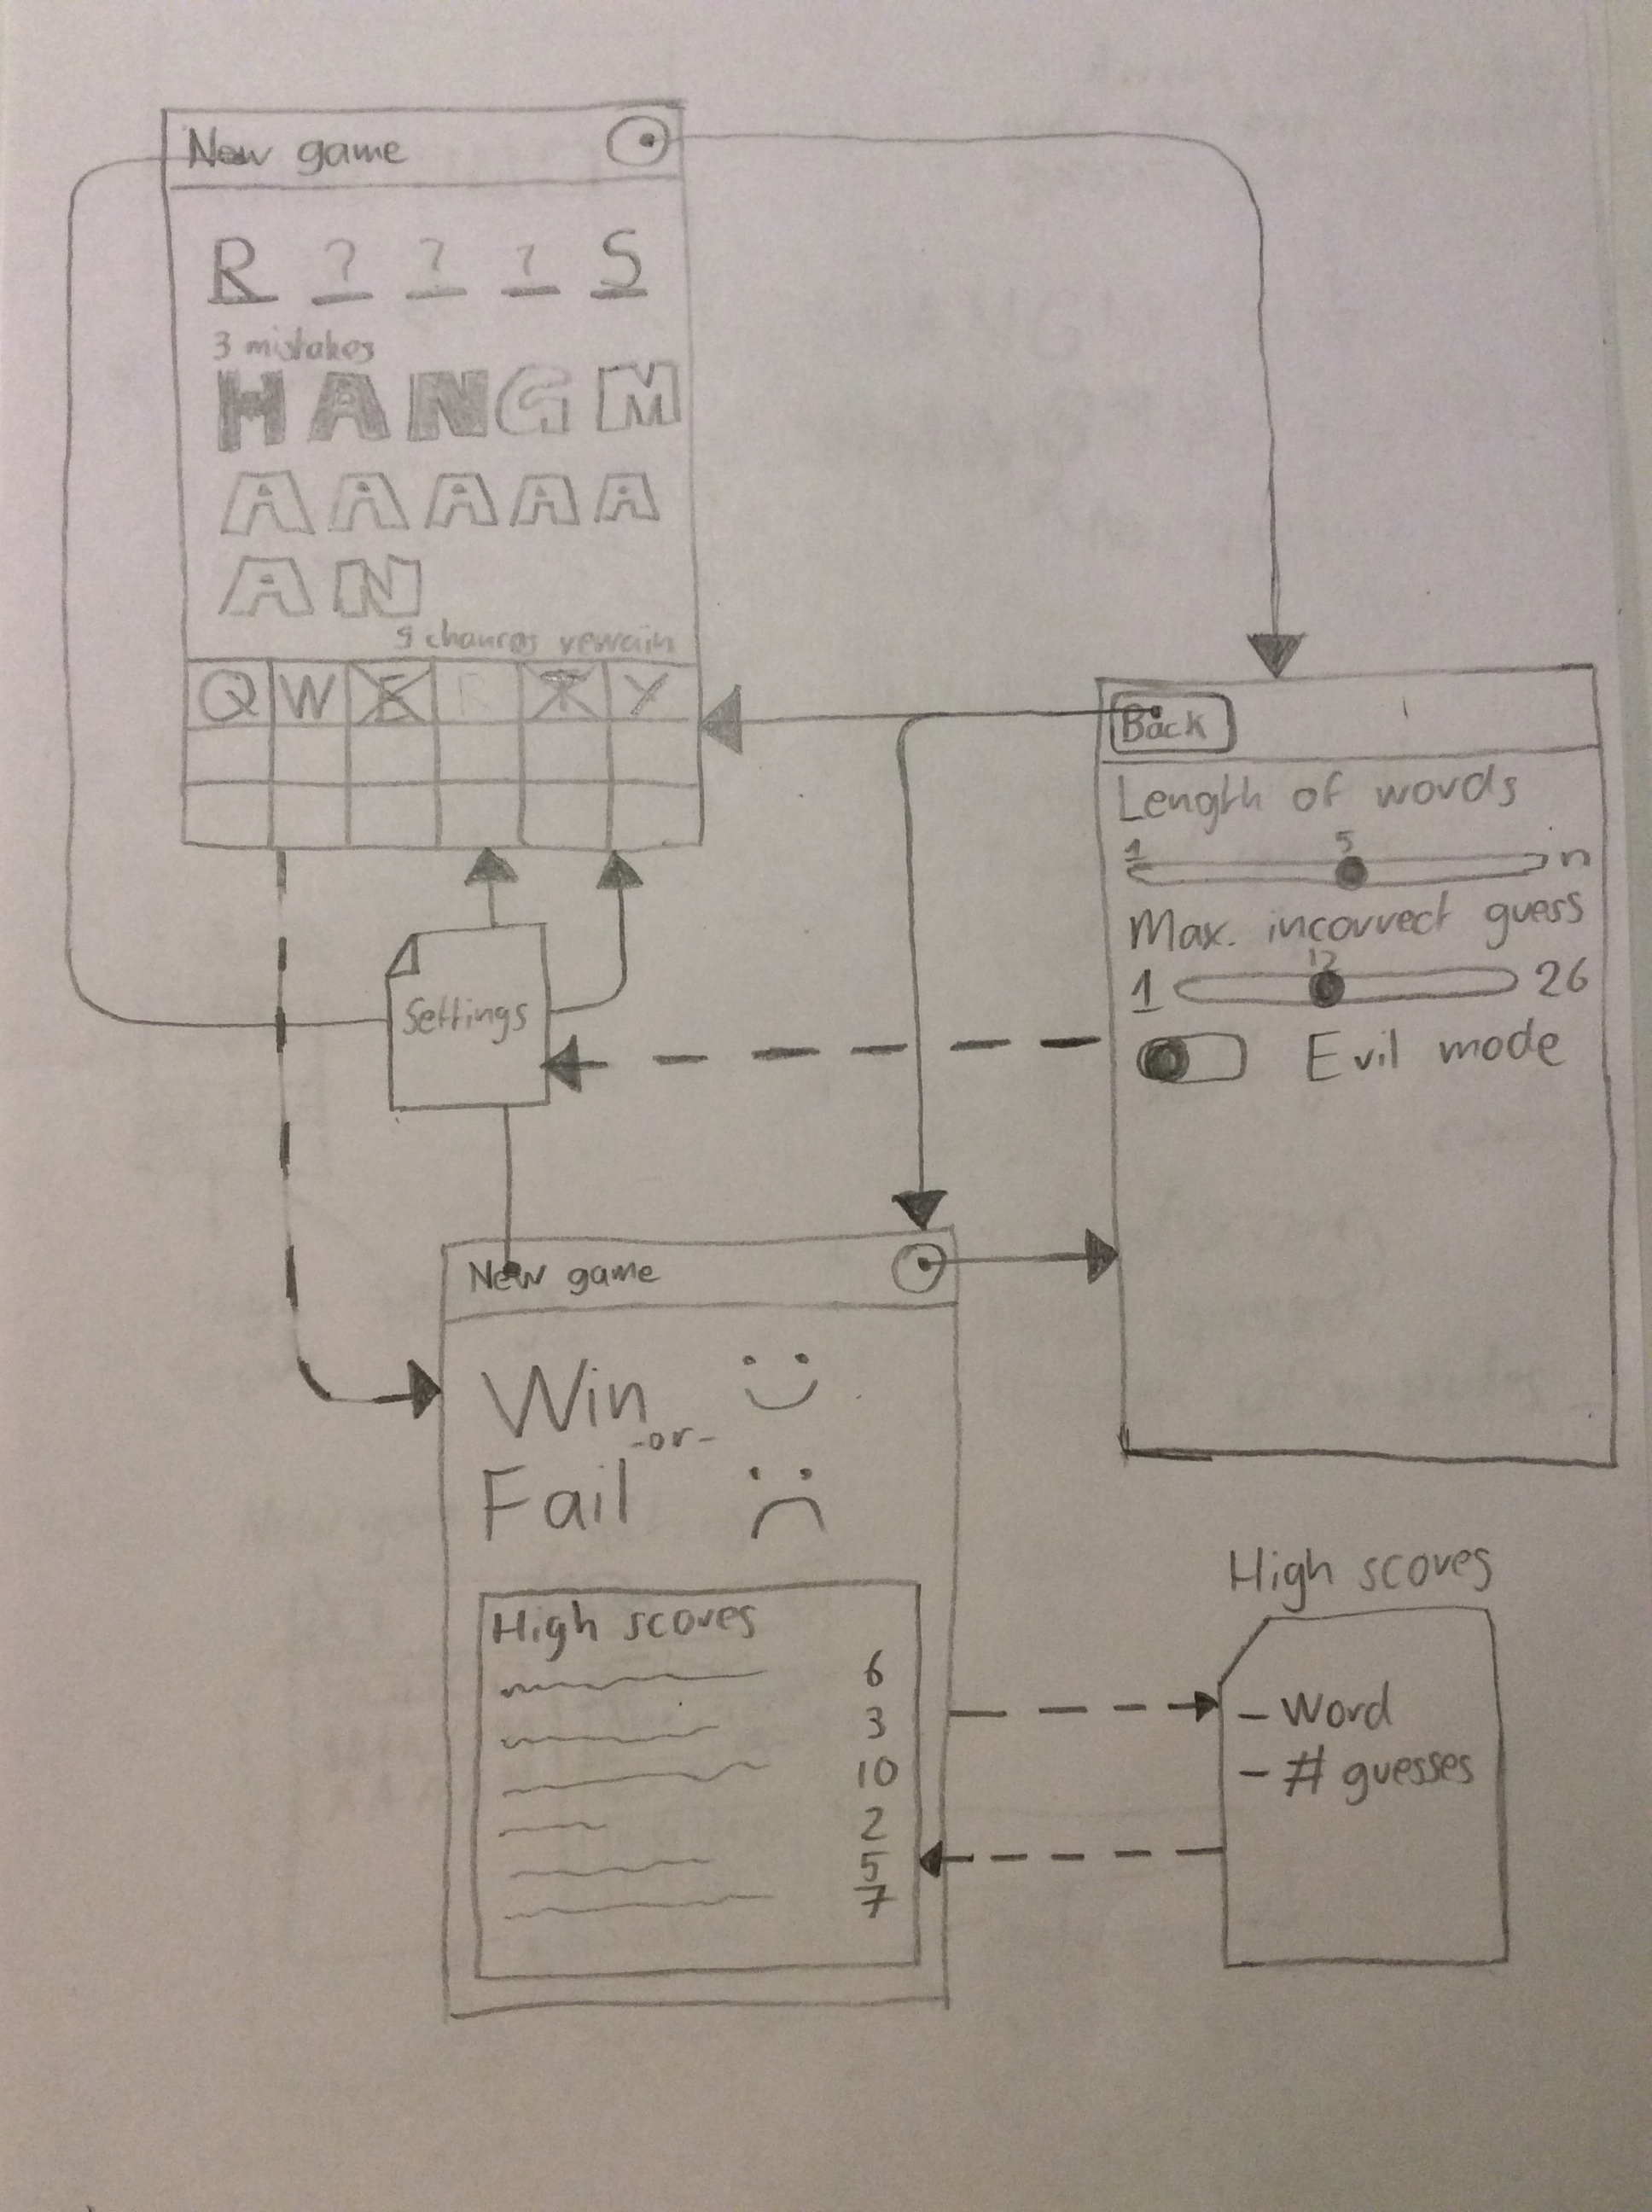 New game
R ? ? ? S
3 mistakes
HANGM
AAAAA
AN
9 chances remain
Q W E R T Y
Back
Length of words
1 5 n
Max. incorrect guess
1 12 26
Evil mode
Settings
New game
Win
-or-
Fail
High scores
6
3
10
2
5
7
High scores
- Word
- # guesses